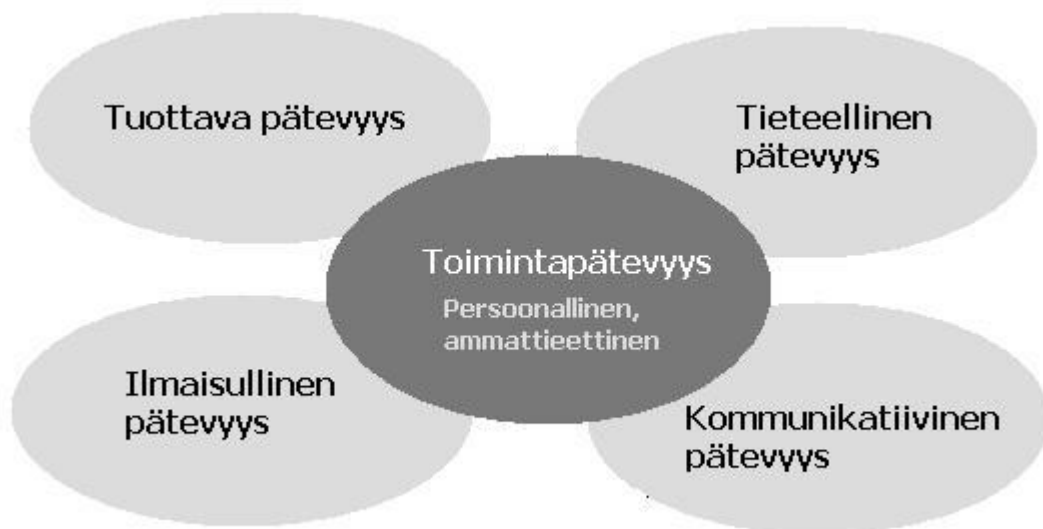 Tuottava pätevyys
Tieteellinen
pätevyys
Toimintapätevyys
Persoonallinen,
ammattieettinen
Ilmaisullinen
pätevyys
Kommunikatiivinen
pätevyys